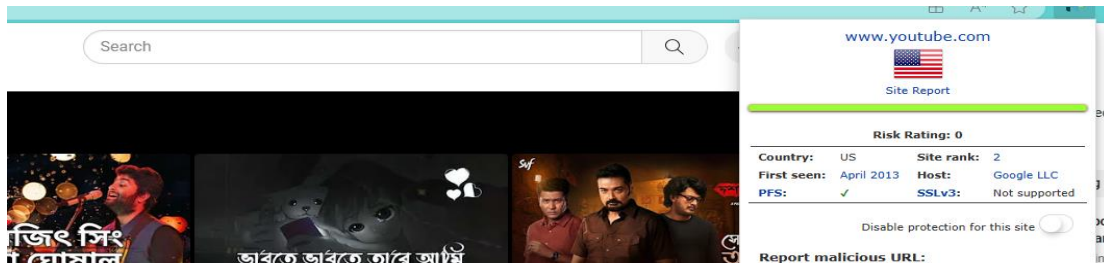 Search
www.youtube.com
Site Report
Risk Rating: 0
Country: US Site rank: 2
First seen: April 2013 Host: Google LLC
PFS: ✓ SSLv3: Not supported
Disable protection for this site
Report malicious URL:
Svf
জিৎ সিং
ভাবতে ভাবতে তারে আমি
ঘোষাল